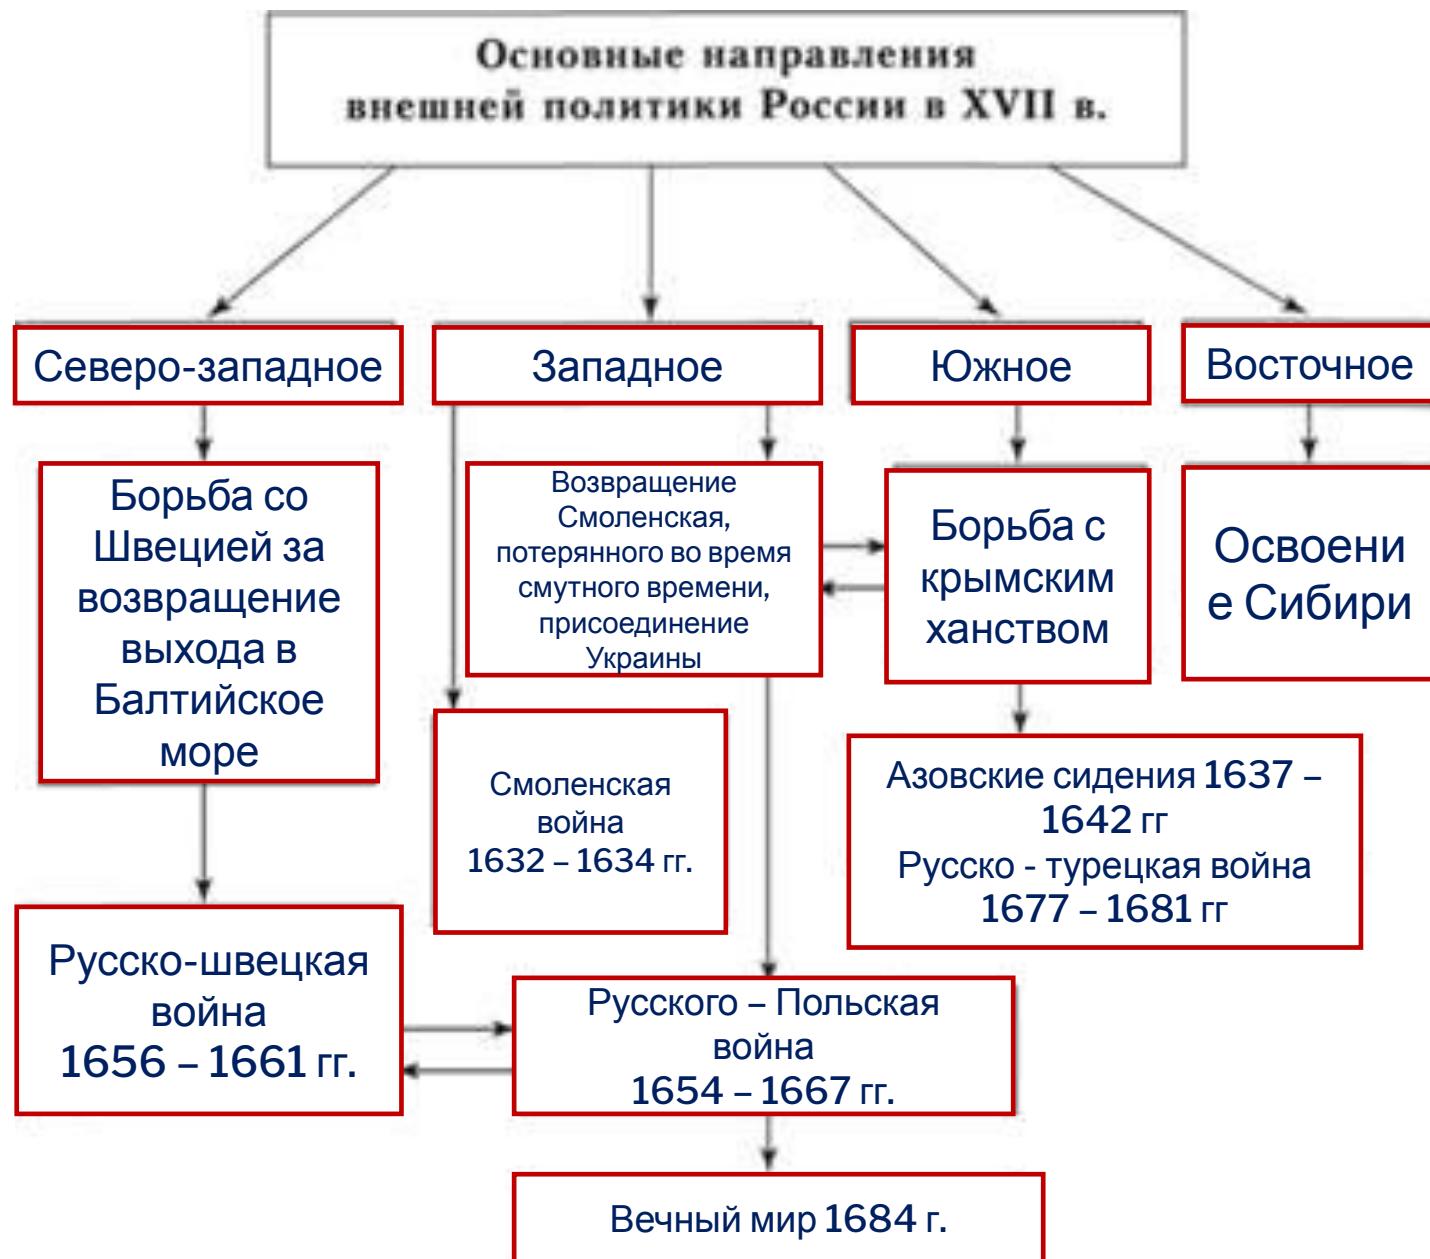 Основные направления
внешней политики России в XVII в.
Северо-западное
Западное
Южное
Восточное
Борьба со
Швецией за
возвращение
выхода в
Балтийское
море
Возвращение
Смоленская,
потерянного во время
смутного времени,
присоединение
Украины
Борьба с
крымским
ханством
Освоени
е Сибири
Смоленская
война
1632 – 1634 гг.
Азовские сидения 1637 –
1642 гг
Русско - турецкая война
1677 – 1681 гг
Русско-швецкая
война
1656 – 1661 гг.
Русского – Польская
война
1654 – 1667 гг.
Вечный мир 1684 г.